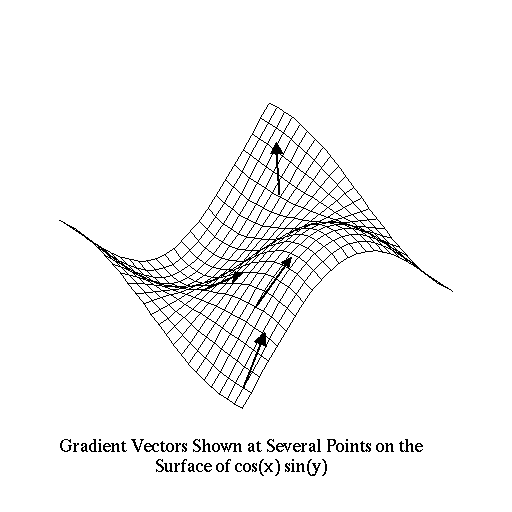 Gradient Vectors Shown at Several Points on the
Surface of cos(x) sin(y)